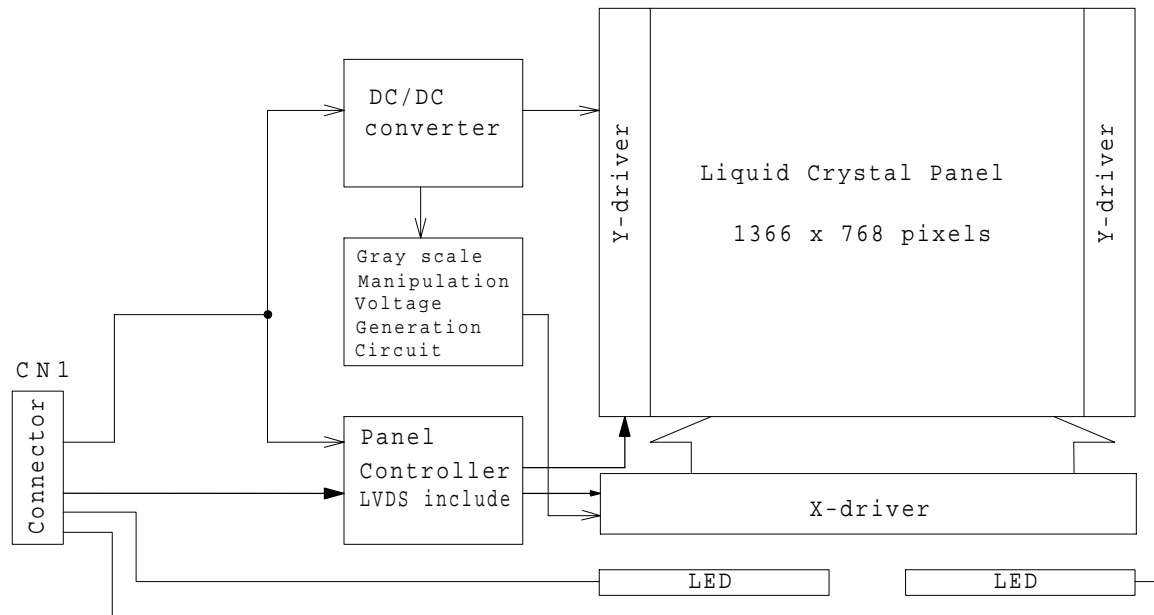 DC/DC
converter
Y-driver
Liquid Crystal Panel
1366 x 768 pixels
Y-driver
Gray scale
Manipulation
Voltage
Generation
Circuit
CN1
Connector
Panel
Controller
LVDS include
X-driver
LED
LED